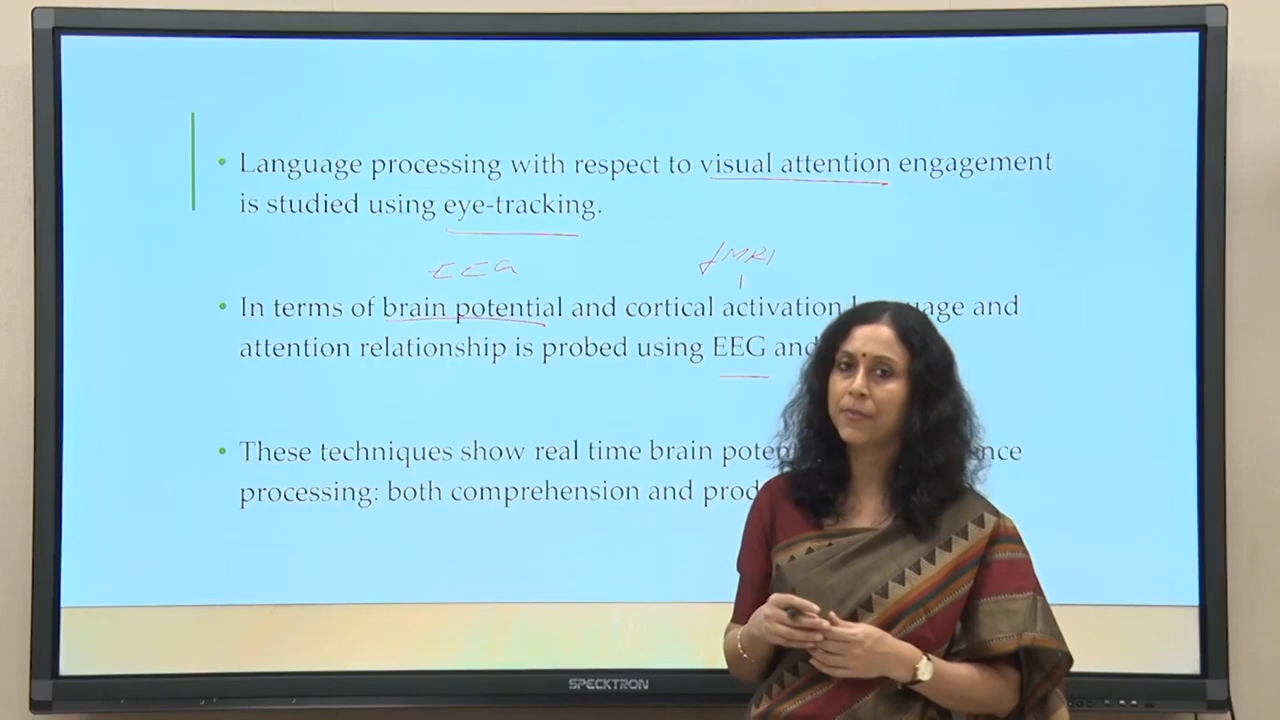 • Language processing with respect to visual attention engagement
is studied using eye-tracking.
EEG fMRI
• In terms of brain potential and cortical activation and
attention relationship is probed using EEG and
• These techniques show real time brain
processing: both comprehension and
SPECKTRON